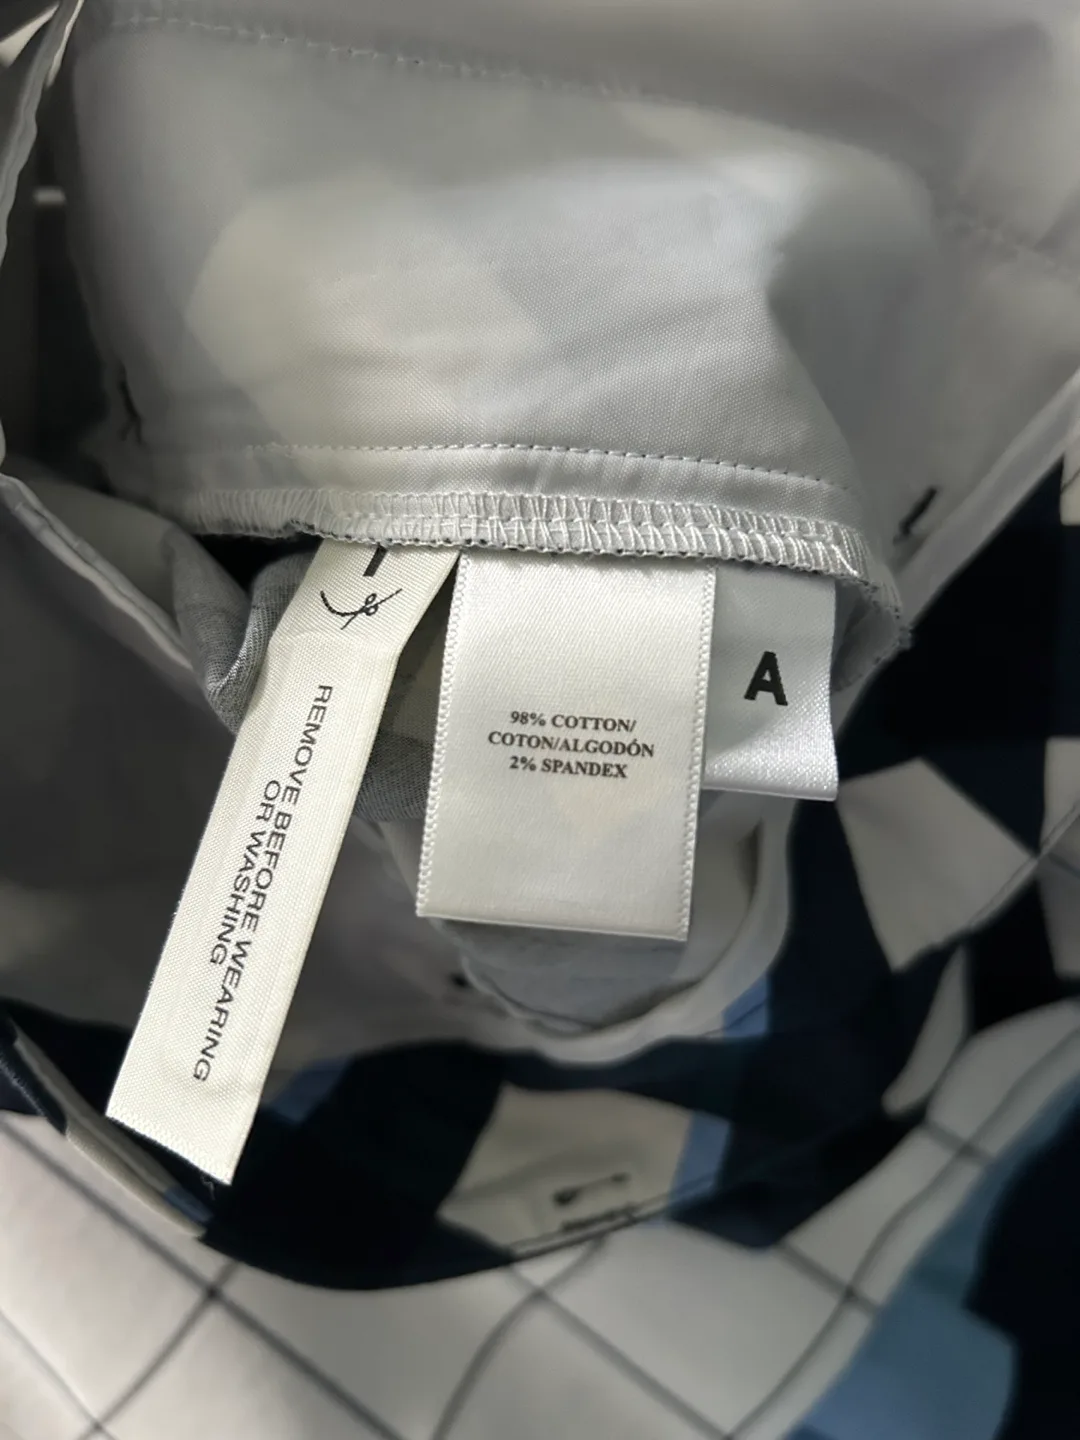 REMOVE BEFORE WEARING
OR WASHING
98% COTTON/
COTON/ALGODÓN
2% SPANDEX
A